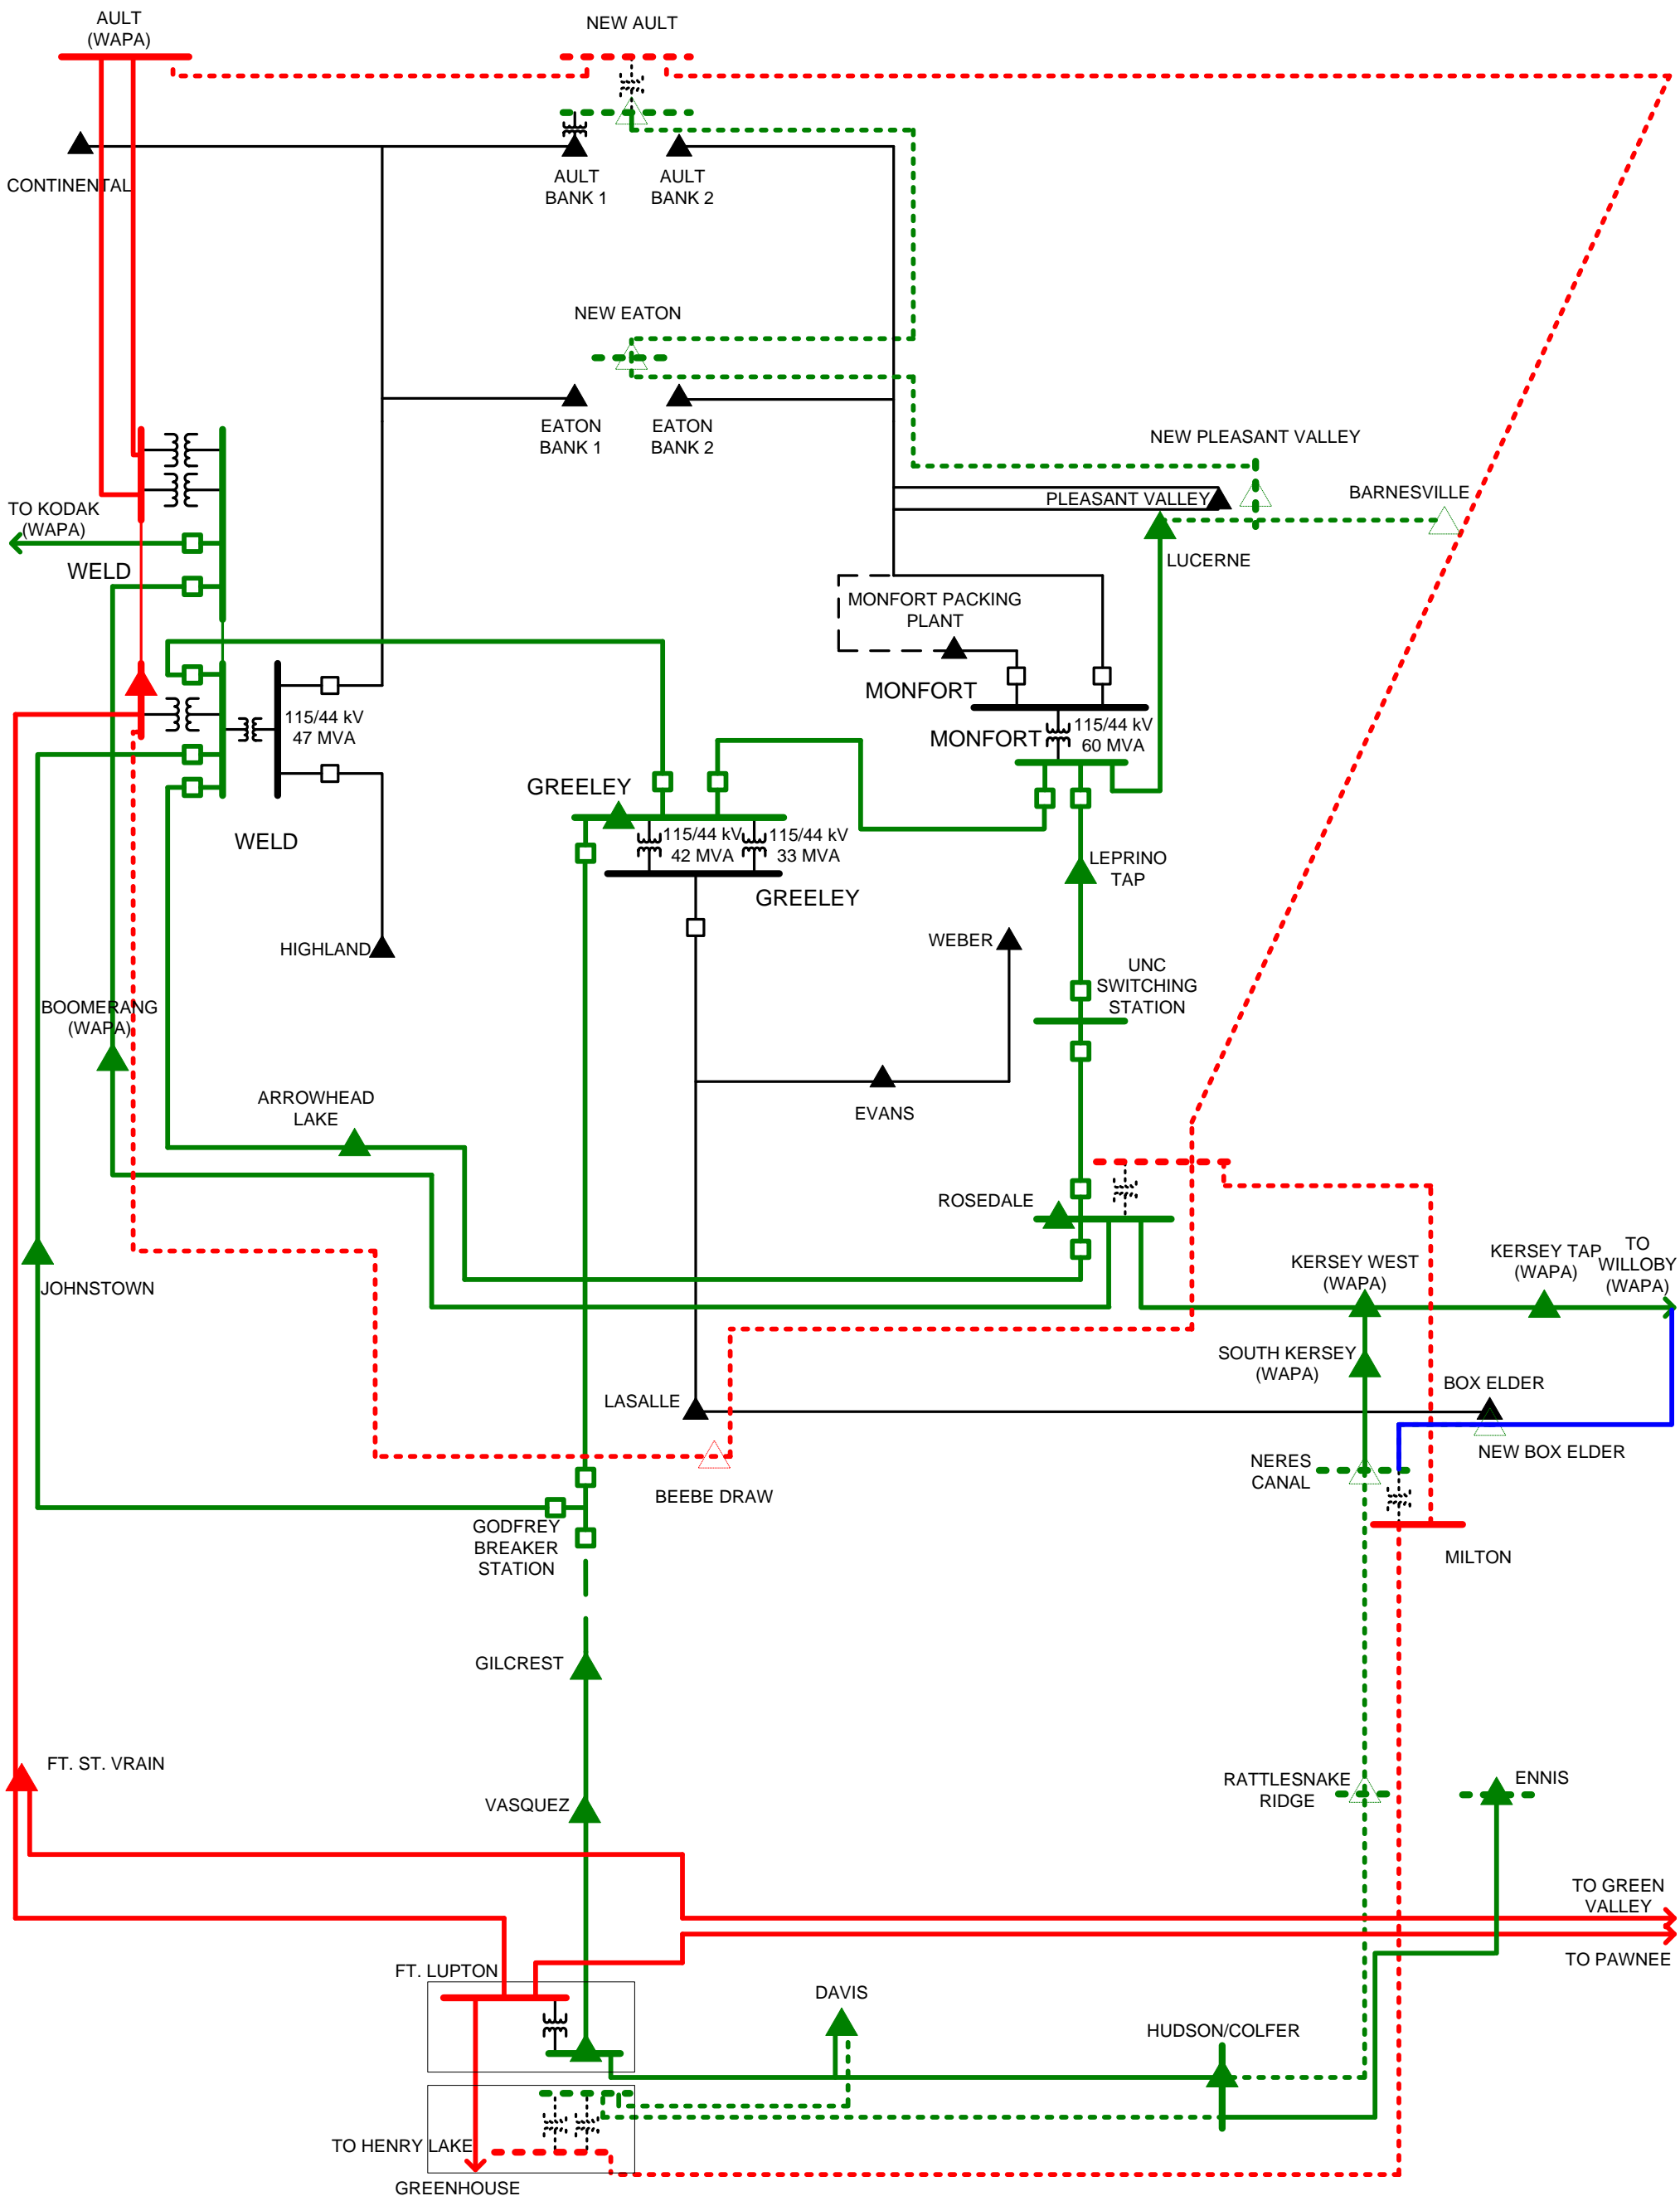 AULT
(WAPA)
NEW AULT
CONTINENTAL
AULT
BANK 1
AULT
BANK 2
NEW EATON
EATON
BANK 1
EATON
BANK 2
NEW PLEASANT VALLEY
PLEASANT VALLEY
BARNESVILLE
TO KODAK
(WAPA)
WELD
LUCERNE
MONFORT PACKING
PLANT
MONFORT
115/44 kV
47 MVA
MONFORT
115/44 kV
60 MVA
GREELEY
WELD
115/44 kV
42 MVA
115/44 kV
33 MVA
GREELEY
LEPRINO
TAP
HIGHLAND
WEBER
UNC
SWITCHING
STATION
BOOMERANG
(WAPA)
ARROWHEAD
LAKE
EVANS
ROSEDALE
JOHNSTOWN
KERSEY WEST
(WAPA)
KERSEY TAP
(WAPA)
TO
WILLOBY
(WAPA)
SOUTH KERSEY
(WAPA)
LASALLE
BOX ELDER
NEW BOX ELDER
NERES
CANAL
BEEBE DRAW
GODFREY
BREAKER
STATION
MILTON
GILCREST
FT. ST. VRAIN
VASQUEZ
RATTLESNAKE
RIDGE
ENNIS
TO GREEN
VALLEY
TO PAWNEE
FT. LUPTON
DAVIS
HUDSON/COLFER
TO HENRY LAKE
GREENHOUSE